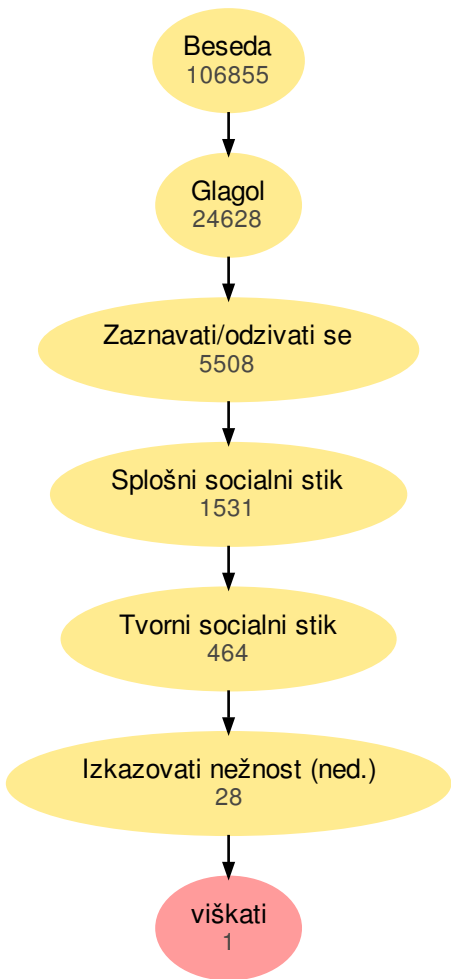 Beseda
106855
Glagol
24628
Zaznavati/odzivati se
5508
Splošni socialni stik
1531
Tvorni socialni stik
464
Izkazovati nežnost (ned.)
28
viškati
1